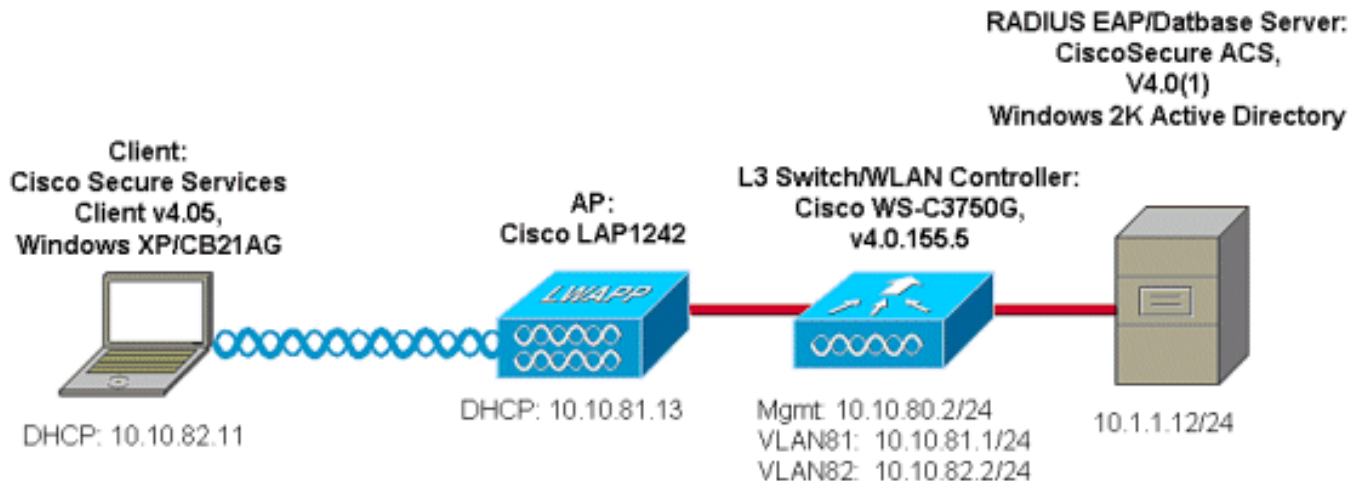 RADIUS EAP/Datbase Server:
CiscoSecure ACS,
V4.0(1)
Windows 2K Active Directory
Client:
Cisco Secure Services
Client v4.05,
Windows XP/CB21AG
AP:
Cisco LAP1242
L3 Switch/WLAN Controller:
Cisco WS-C3750G,
v4.0.155.5
LWAPP
DHCP: 10.10.82.11
DHCP: 10.10.81.13
Mgmt: 10.10.80.2/24
VLAN81: 10.10.81.1/24
VLAN82: 10.10.82.2/24
10.1.1.12/24